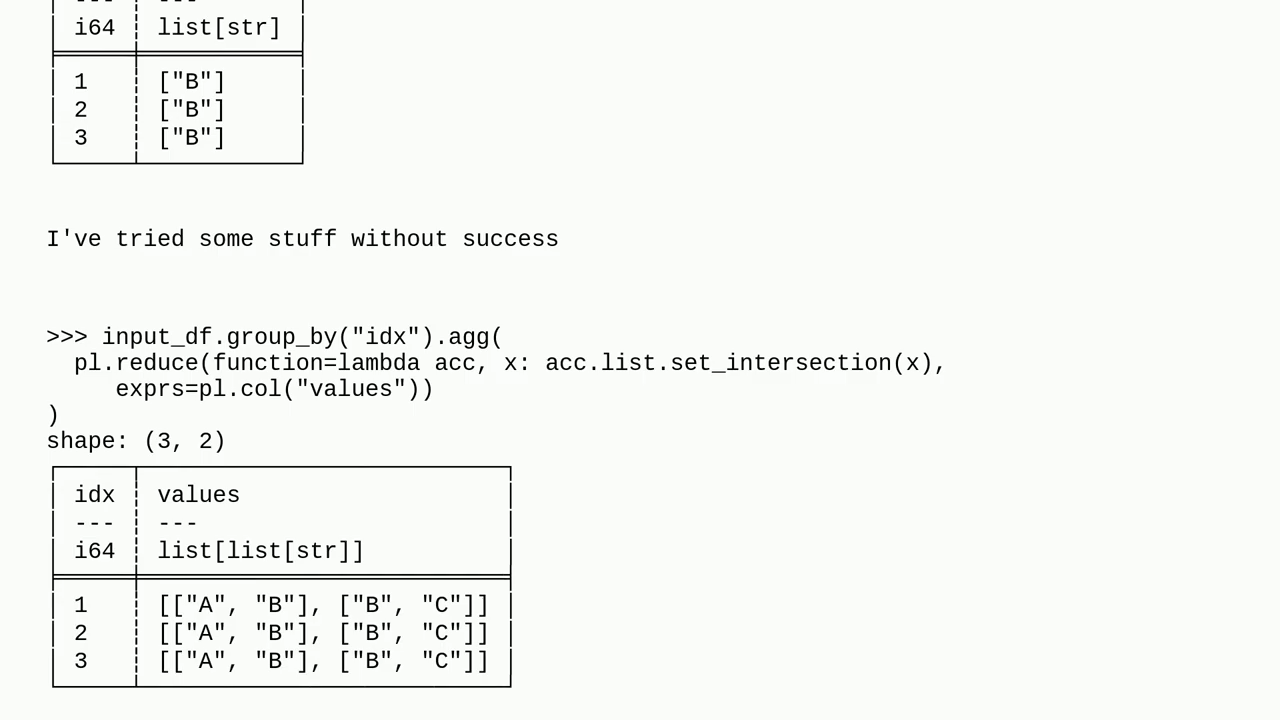 --- ---
i64 list[str]
1 ["B"]
2 ["B"]
3 ["B"]
I've tried some stuff without success
>>> input_df.group_by("idx").agg(
pl.reduce(function=lambda acc, x: acc.list.set_intersection(x),
exprs=pl.col("values"))
)
shape: (3, 2)
idx values
--- ---
i64 list[list[str]]
1 [["A", "B"], ["B", "C"]]
2 [["A", "B"], ["B", "C"]]
3 [["A", "B"], ["B", "C"]]